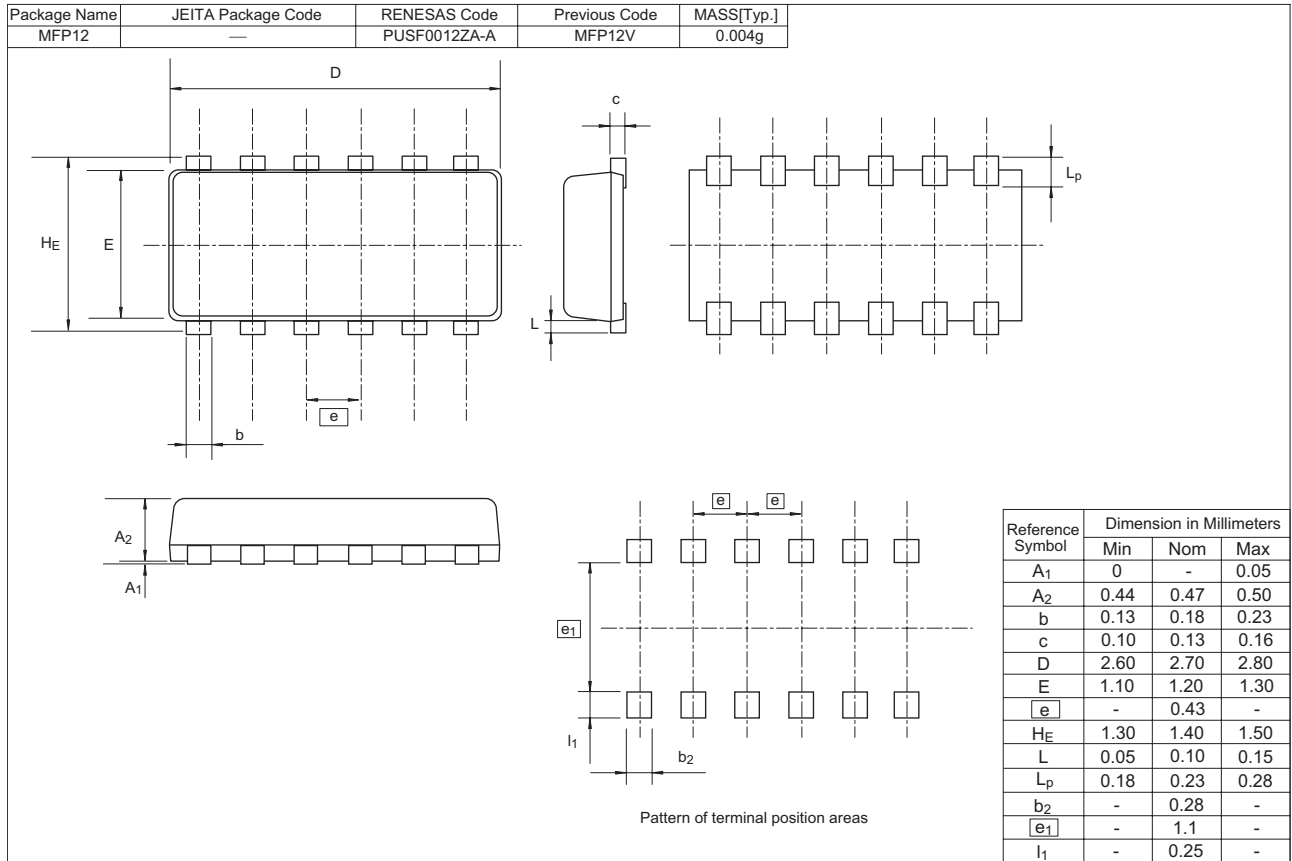 Package Name JEITA Package Code RENESAS Code Previous Code MASS[Typ.]
MFP12 — PUSF0012ZA-A MFP12V 0.004g
D
c
Lp
HE
E
L
e
b
A2
A1
e e
e1
l1
b2
Pattern of terminal position areas
Reference Symbol Dimension in Millimeters
Min Nom Max
A1 0 - 0.05
A2 0.44 0.47 0.50
b 0.13 0.18 0.23
c 0.10 0.13 0.16
D 2.60 2.70 2.80
E 1.10 1.20 1.30
e - 0.43 -
HE 1.30 1.40 1.50
L 0.05 0.10 0.15
Lp 0.18 0.23 0.28
b2 - 0.28 -
e1 - 1.1 -
l1 - 0.25 -